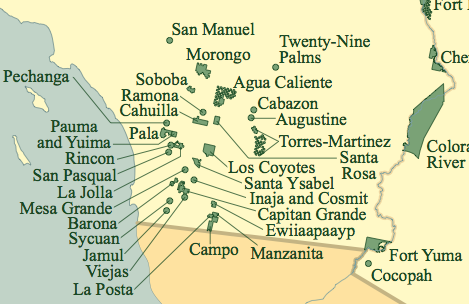 Fort
San Manuel
Morongo
Twenty-Nine
Palms
Che
Pechanga
Soboba
Ramona
Cahuilla
Agua Caliente
Cabazon
Augustine
Pauma
and Yuima
Pala
Torres-Martinez
Colora
River
Rincon
Santa
Rosa
San Pasqual
Los Coyotes
La Jolla
Santa Ysabel
Mesa Grande
Inaja and Cosmit
Barona
Capitan Grande
Sycuan
Ewiiaapaayp
Jamul
Campo
Manzanita
Fort Yuma
Viejas
Cocopah
La Posta